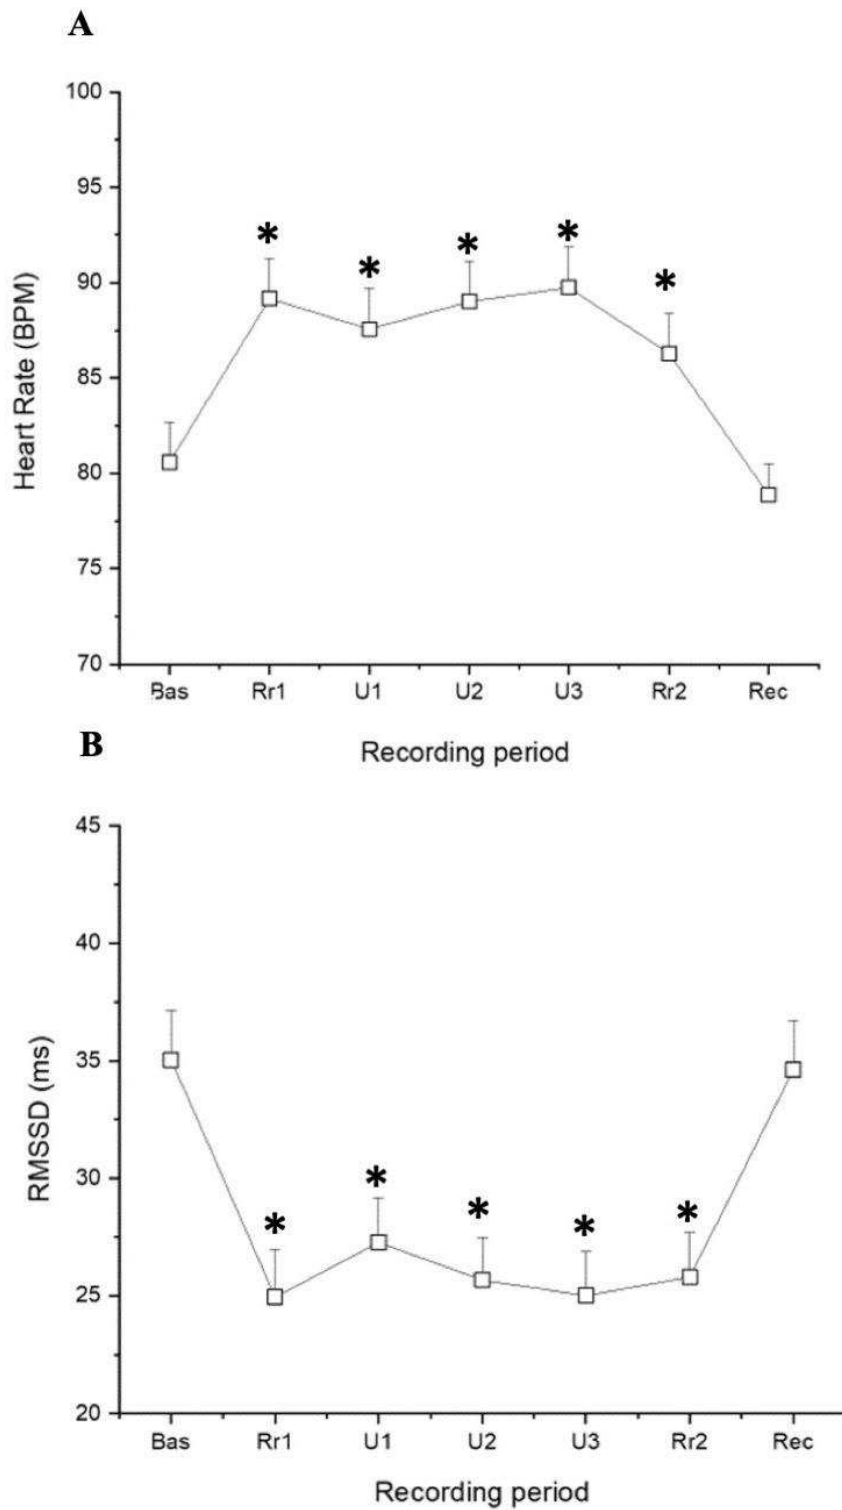 A
100
95
90
85
80
75
70
Heart Rate (BPM)
* * * * *
Bas Rr1 U1 U2 U3 Rr2 Rec
Recording period
B
45
40
35
30
25
20
RMSSD (ms)
* * * * *
Bas Rr1 U1 U2 U3 Rr2 Rec
Recording period